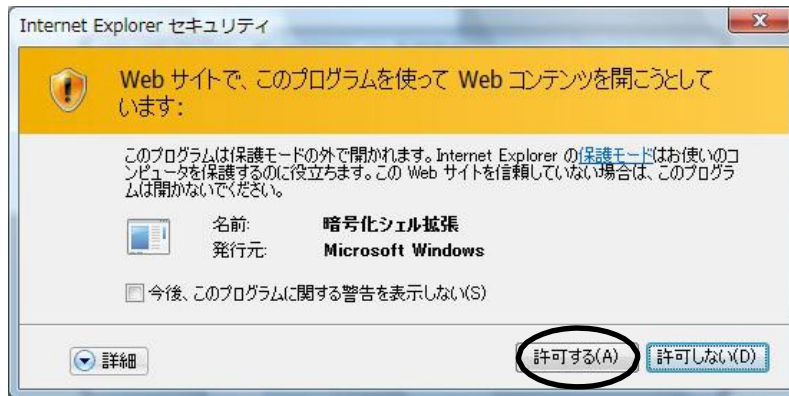 Internet Explorer セキュリティ
Web サイトで、このプログラムを使って Web コンテンツを開こうとして
います:
このプログラムは保護モードの外で開かれます。Internet Explorer の保護モードはお使いのコ
ンピュータを保護するのに役立ちます。この Web サイトを信頼していない場合は、このプログラ
ムは開かないでください。
名前: 暗号化シェル拡張
発行元: Microsoft Windows
今後、このプログラムに関する警告を表示しない(S)
詳細 許可する(A) 許可しない(D)